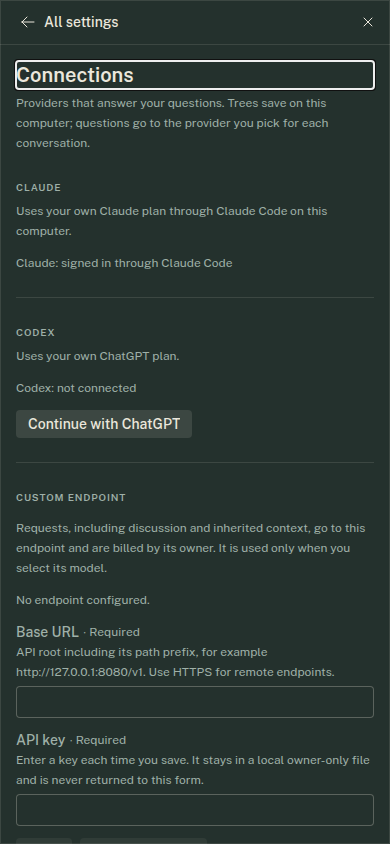 All settings
Connections
Providers that answer your questions. Trees save on this
computer; questions go to the provider you pick for each
conversation.
CLAUDE
Uses your own Claude plan through Claude Code on this
computer.
Claude: signed in through Claude Code
CODEX
Uses your own ChatGPT plan.
Codex: not connected
Continue with ChatGPT
CUSTOM ENDPOINT
Requests, including discussion and inherited context, go to this
endpoint and are billed by its owner. It is used only when you
select its model.
No endpoint configured.
Base URL · Required
API root including its path prefix, for example
http://127.0.0.1:8080/v1. Use HTTPS for remote endpoints.
API key · Required
Enter a key each time you save. It stays in a local owner-only file
and is never returned to this form.